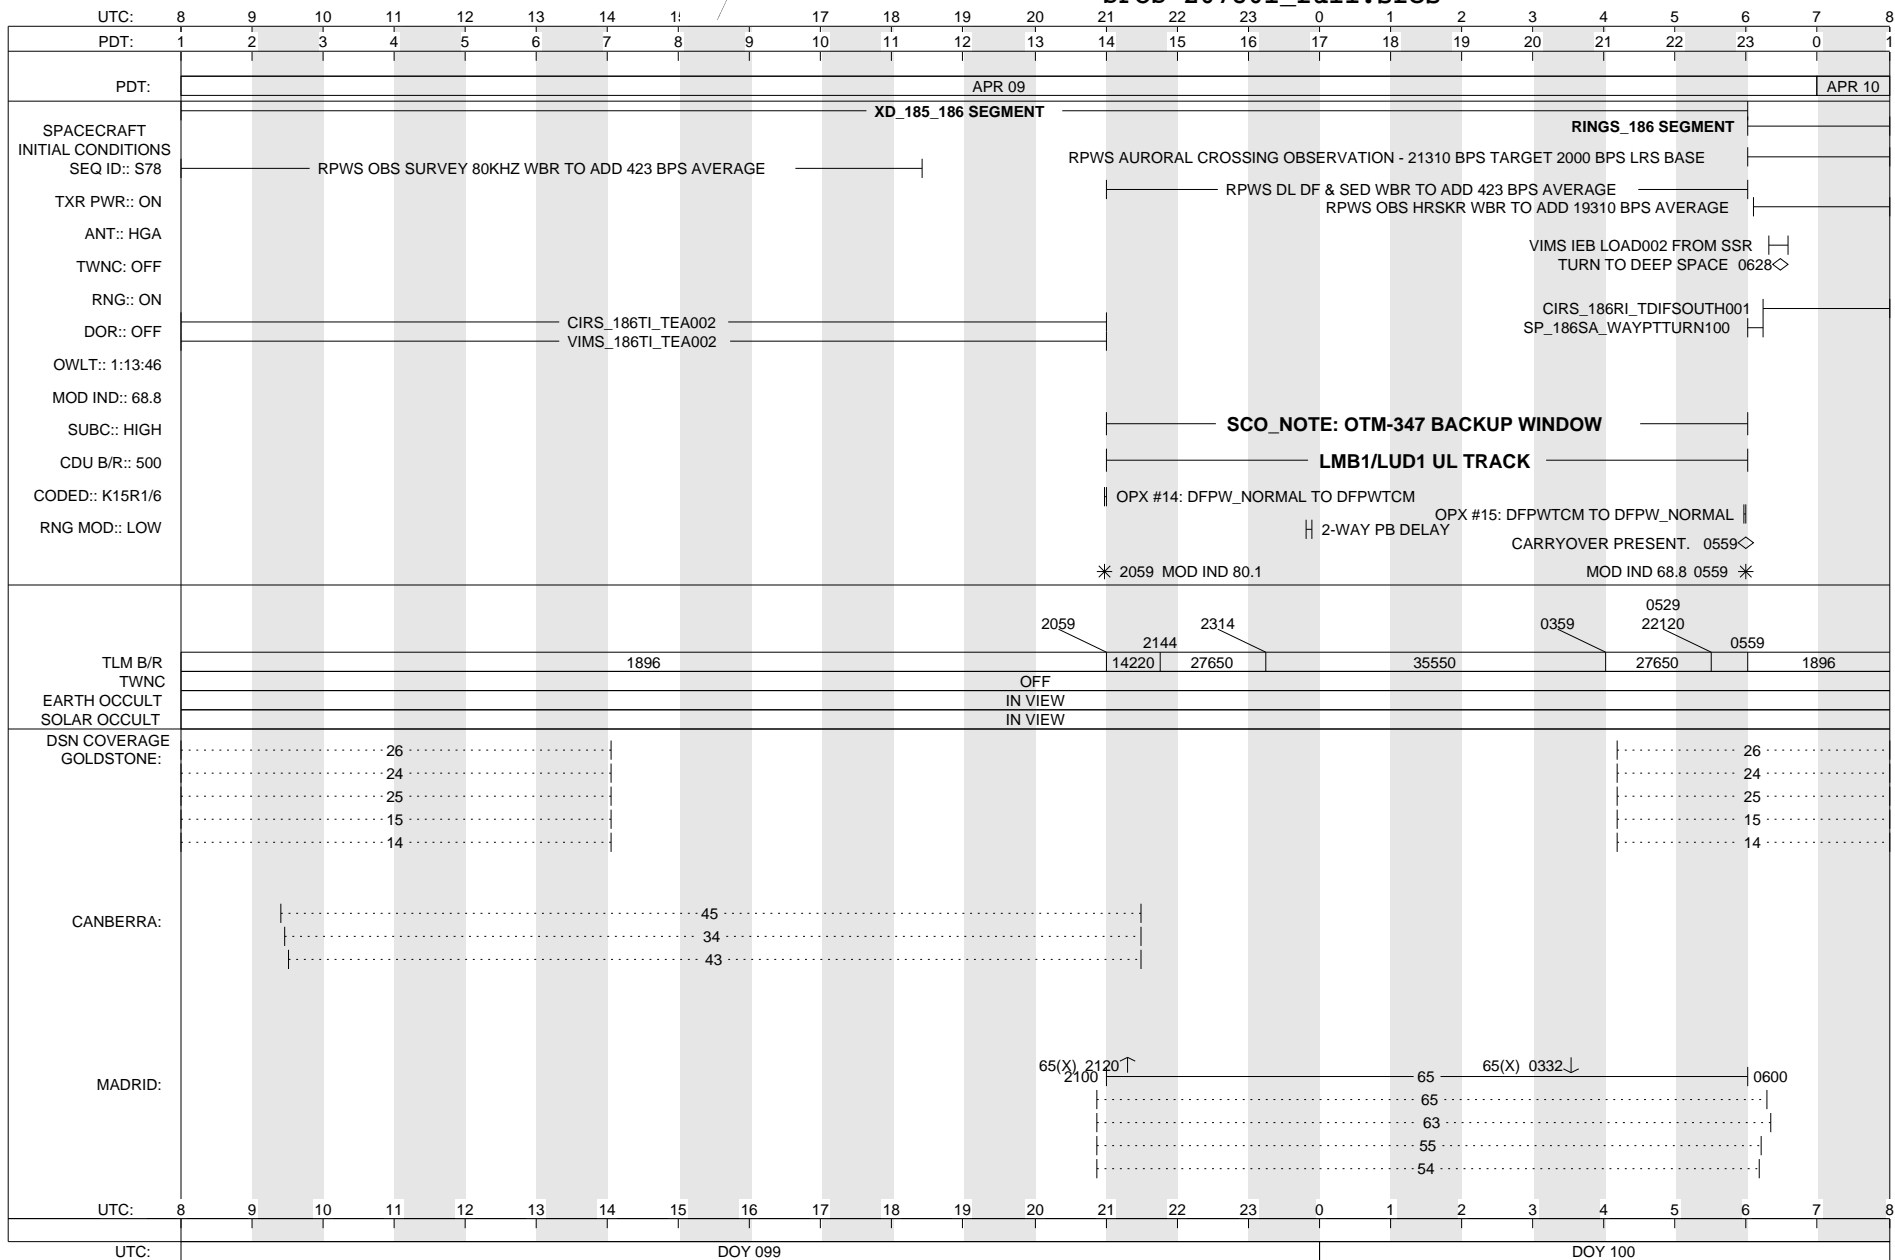 UTC: 8 9 10 11 12 13 14 17 18 19 20 21 22 23 0 1 2 3 4 5 6 7 8
PDT: 1 2 3 4 5 6 7 8 9 10 11 12 13 14 15 16 17 18 19 20 21 22 23 0 1
PDT: APR 09 APR 10
XD_185_186 SEGMENT
RINGS_186 SEGMENT
SPACECRAFT
INITIAL CONDITIONS
RPWS AURORAL CROSSING OBSERVATION - 21310 BPS TARGET 2000 BPS LRS BASE
SEQ ID:: S78 RPWS OBS SURVEY 80KHZ WBR TO ADD 423 BPS AVERAGE
RPWS DL DF & SED WBR TO ADD 423 BPS AVERAGE
TXR PWR:: ON
RPWS OBS HRSKR WBR TO ADD 19310 BPS AVERAGE
ANT:: HGA
VIMS IEB LOAD002 FROM SSR
TWNC: OFF TURN TO DEEP SPACE 0628
RNG:: ON
CIRS_186RI_TDIFSOUTH001
CIRS_186TI_TEA002
SP_186SA_WAYPTTURN100
DOR:: OFF
VIMS_186TI_TEA002
OWLT:: 1:13:46
MOD IND:: 68.8
SUBC:: HIGH SCO_NOTE: OTM-347 BACKUP WINDOW
CDU B/R:: 500 LMB1/LUD1 UL TRACK
CODED:: K15R1/6 OPX #14: DFPW_NORMAL TO DFPWTCM
OPX #15: DFPWTCM TO DFPW_NORMAL
RNG MOD:: LOW 2-WAY PB DELAY
CARRYOVER PRESENT. 0559
2059 MOD IND 80.1 MOD IND 68.8 0559
0529
2059 2314 0359 22120
2144 0559
TLM B/R 1896 14220 27650 35550 27650 1896
TWNC OFF
EARTH OCCULT IN VIEW
SOLAR OCCULT IN VIEW
DSN COVERAGE
GOLDSTONE:
26 26
24 24
25 25
15 15
14 14
CANBERRA:
45
34
43
65(X) 2120 65(X) 0332
MADRID: 2100 65 0600
65
63
55
54
UTC: 8 9 10 11 12 13 14 15 16 17 18 19 20 21 22 23 0 1 2 3 4 5 6 7 8
UTC: DOY 099 DOY 100